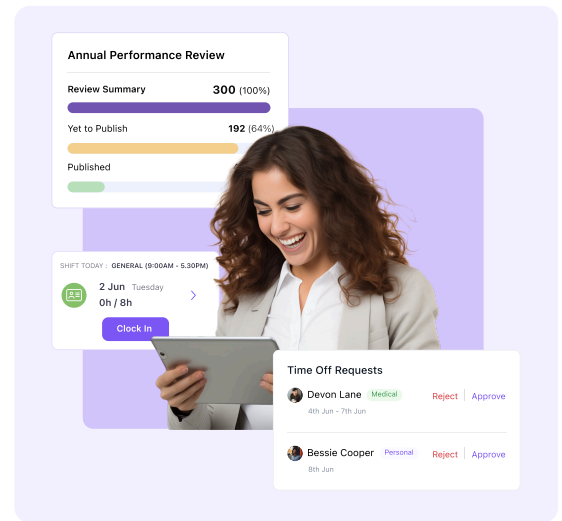 Annual Performance Review
Review Summary 300 (100%)
Yet to Publish 192 (64%)
Published
SHIFT TODAY : GENERAL (9:00AM - 5.30PM)
2 Jun Tuesday
0h / 8h
Clock In
Time Off Requests
Devon Lane Medical Reject Approve
4th Jun - 7th Jun
Bessie Cooper Personal Reject Approve
8th Jun